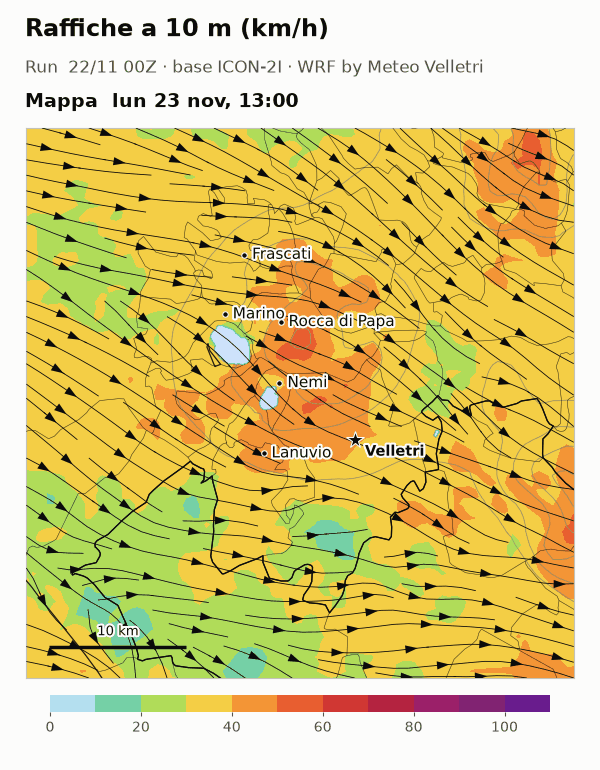 Raffiche a 10 m (km/h)
Run  22/11 00Z · base ICON-2I · WRF by Meteo Velletri
Mappa  lun 23 nov, 13:00
Frascati
Marino
Rocca di Papa
Nemi
Lanuvio
Velletri
10 km
0 20 40 60 80 100